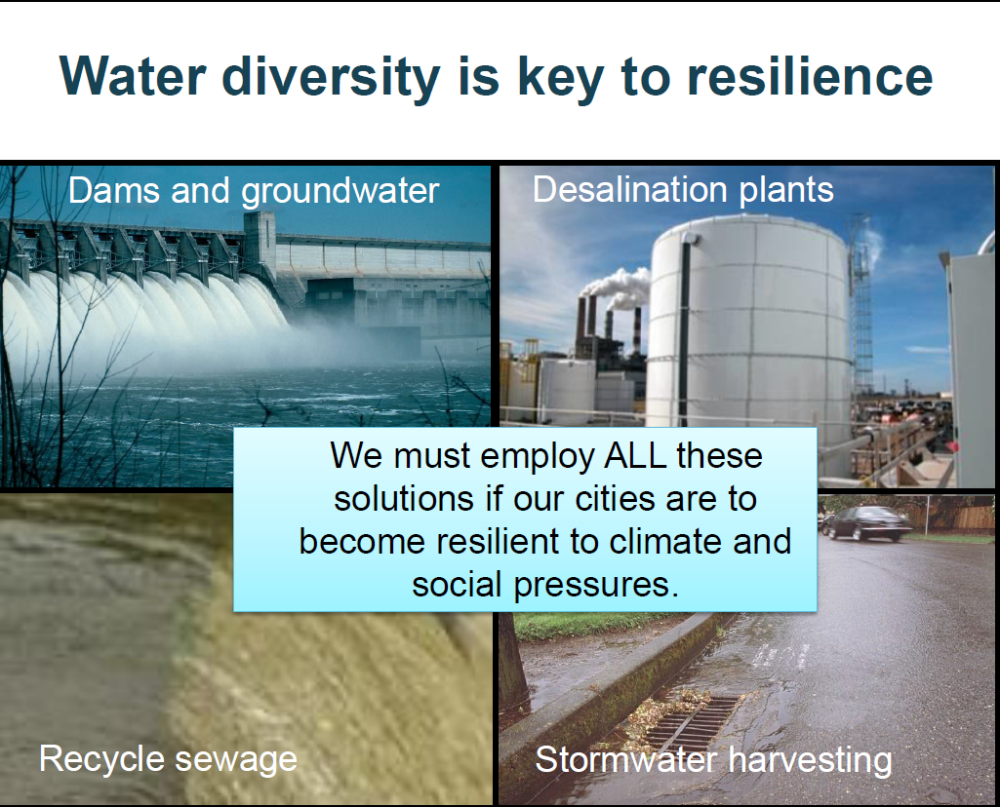 Water diversity is key to resilience
Dams and groundwater
Desalination plants
We must employ ALL these
solutions if our cities are to
become resilient to climate and
social pressures.
Recycle sewage
Stormwater harvesting